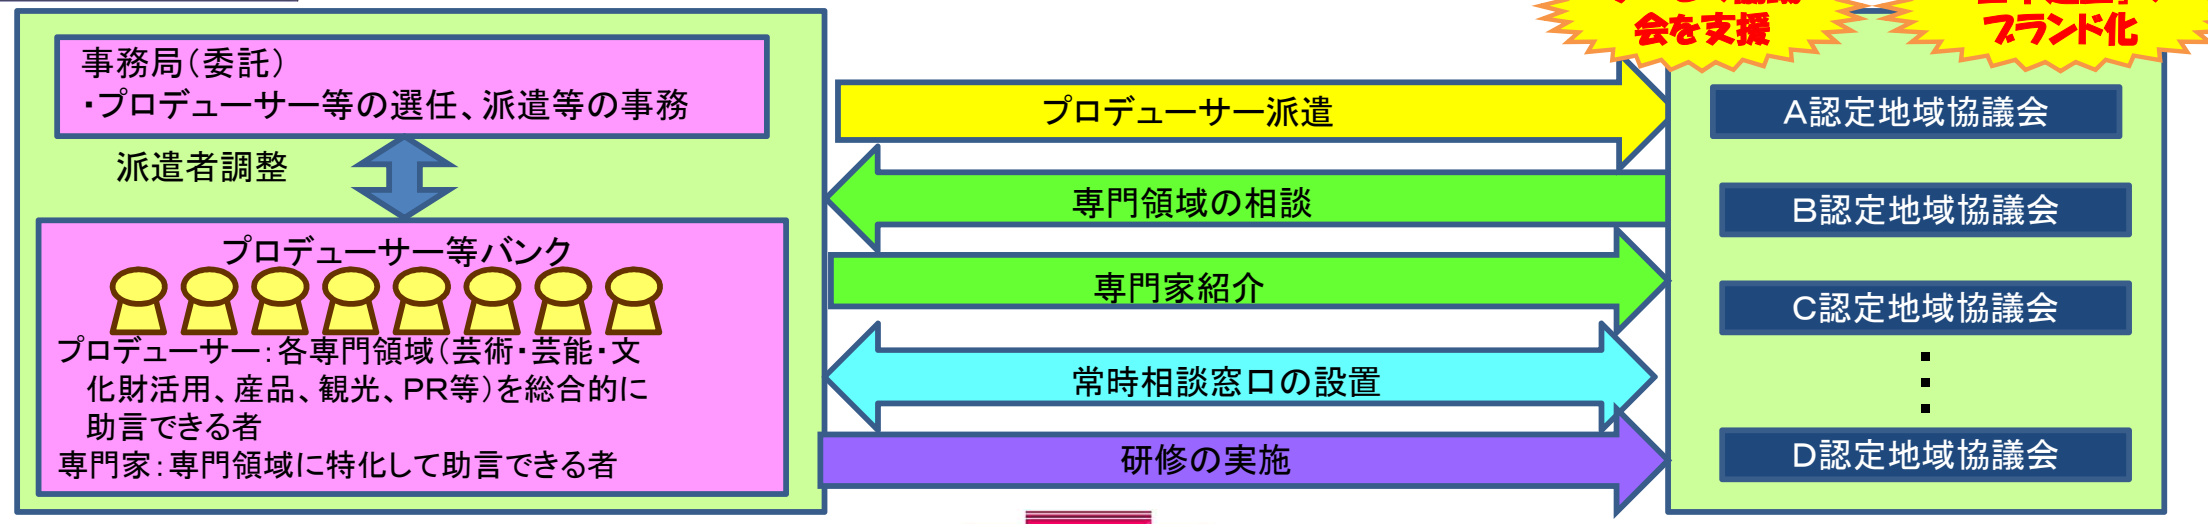 会を支援
ブランド化
事務局（委託）
・プロデューサー等の選任、派遣等の事務
派遣者調整
プロデューサー等バンク
プロデューサー：各専門領域（芸術・芸能・文
化財活用、産品、観光、PR等）を総合的に
助言できる者
専門家：専門領域に特化して助言できる者
プロデューサー派遣
専門領域の相談
専門家紹介
常時相談窓口の設置
研修の実施
A認定地域協議会
B認定地域協議会
C認定地域協議会
D認定地域協議会